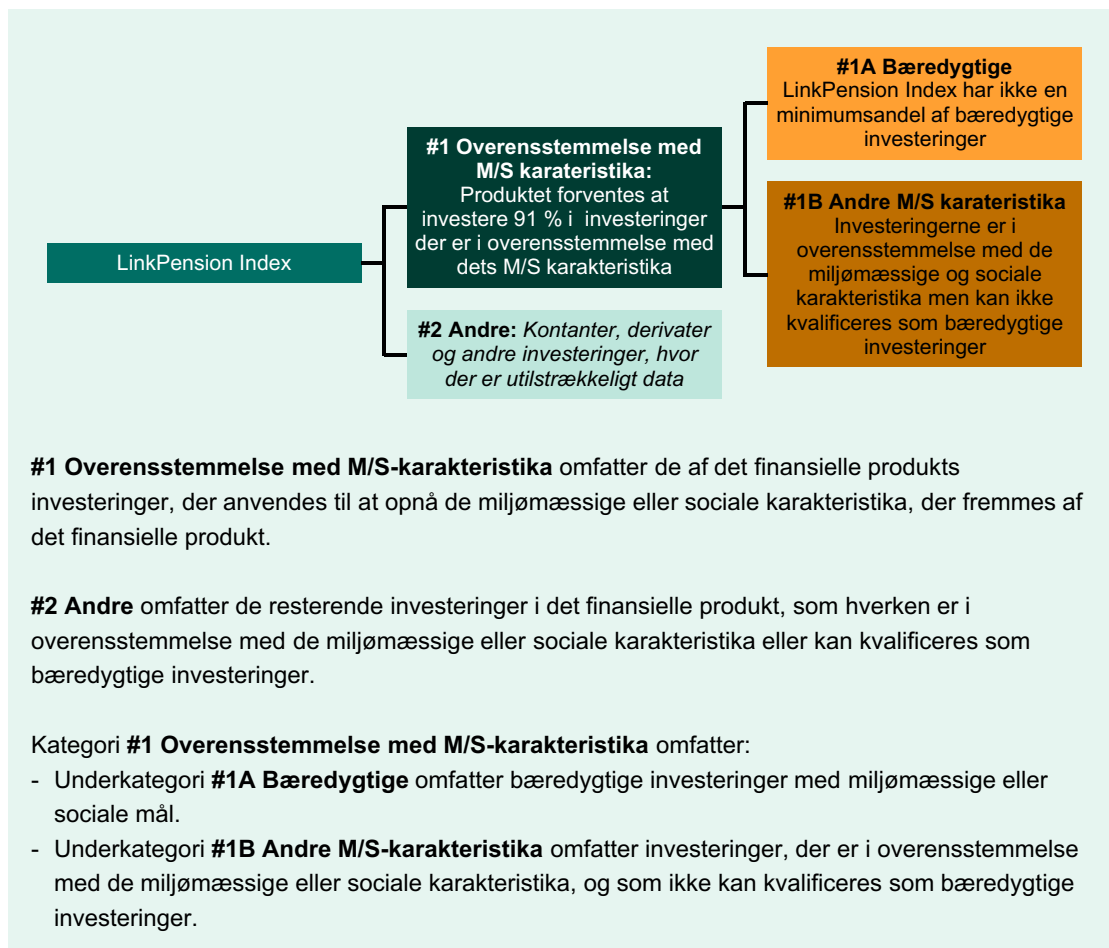 LinkPension Index
#1 Overensstemmelse med
M/S karateristika:
Produktet forventes at
investere 91 % i investeringer
der er i overensstemmelse med
dets M/S karakteristika
#2 Andre: Kontanter, derivater
og andre investeringer, hvor
der er utilstrækkeligt data
#1A Bæredygtige
LinkPension Index har ikke en
minimumsandel af bæredygtige
investeringer
#1B Andre M/S karateristika
Investeringerne er i
overensstemmelse med de
miljømæssige og sociale
karakteristika men kan ikke
kvalificeres som bæredygtige
investeringer
#1 Overensstemmelse med M/S-karakteristika omfatter de af det finansielle produkts
investeringer, der anvendes til at opnå de miljømæssige eller sociale karakteristika, der fremmes af
det finansielle produkt.
#2 Andre omfatter de resterende investeringer i det finansielle produkt, som hverken er i
overensstemmelse med de miljømæssige eller sociale karakteristika eller kan kvalificeres som
bæredygtige investeringer.
Kategori #1 Overensstemmelse med M/S-karakteristika omfatter:
- Underkategori #1A Bæredygtige omfatter bæredygtige investeringer med miljømæssige eller
sociale mål.
- Underkategori #1B Andre M/S-karakteristika omfatter investeringer, der er i overensstemmelse
med de miljømæssige eller sociale karakteristika, og som ikke kan kvalificeres som bæredygtige
investeringer.